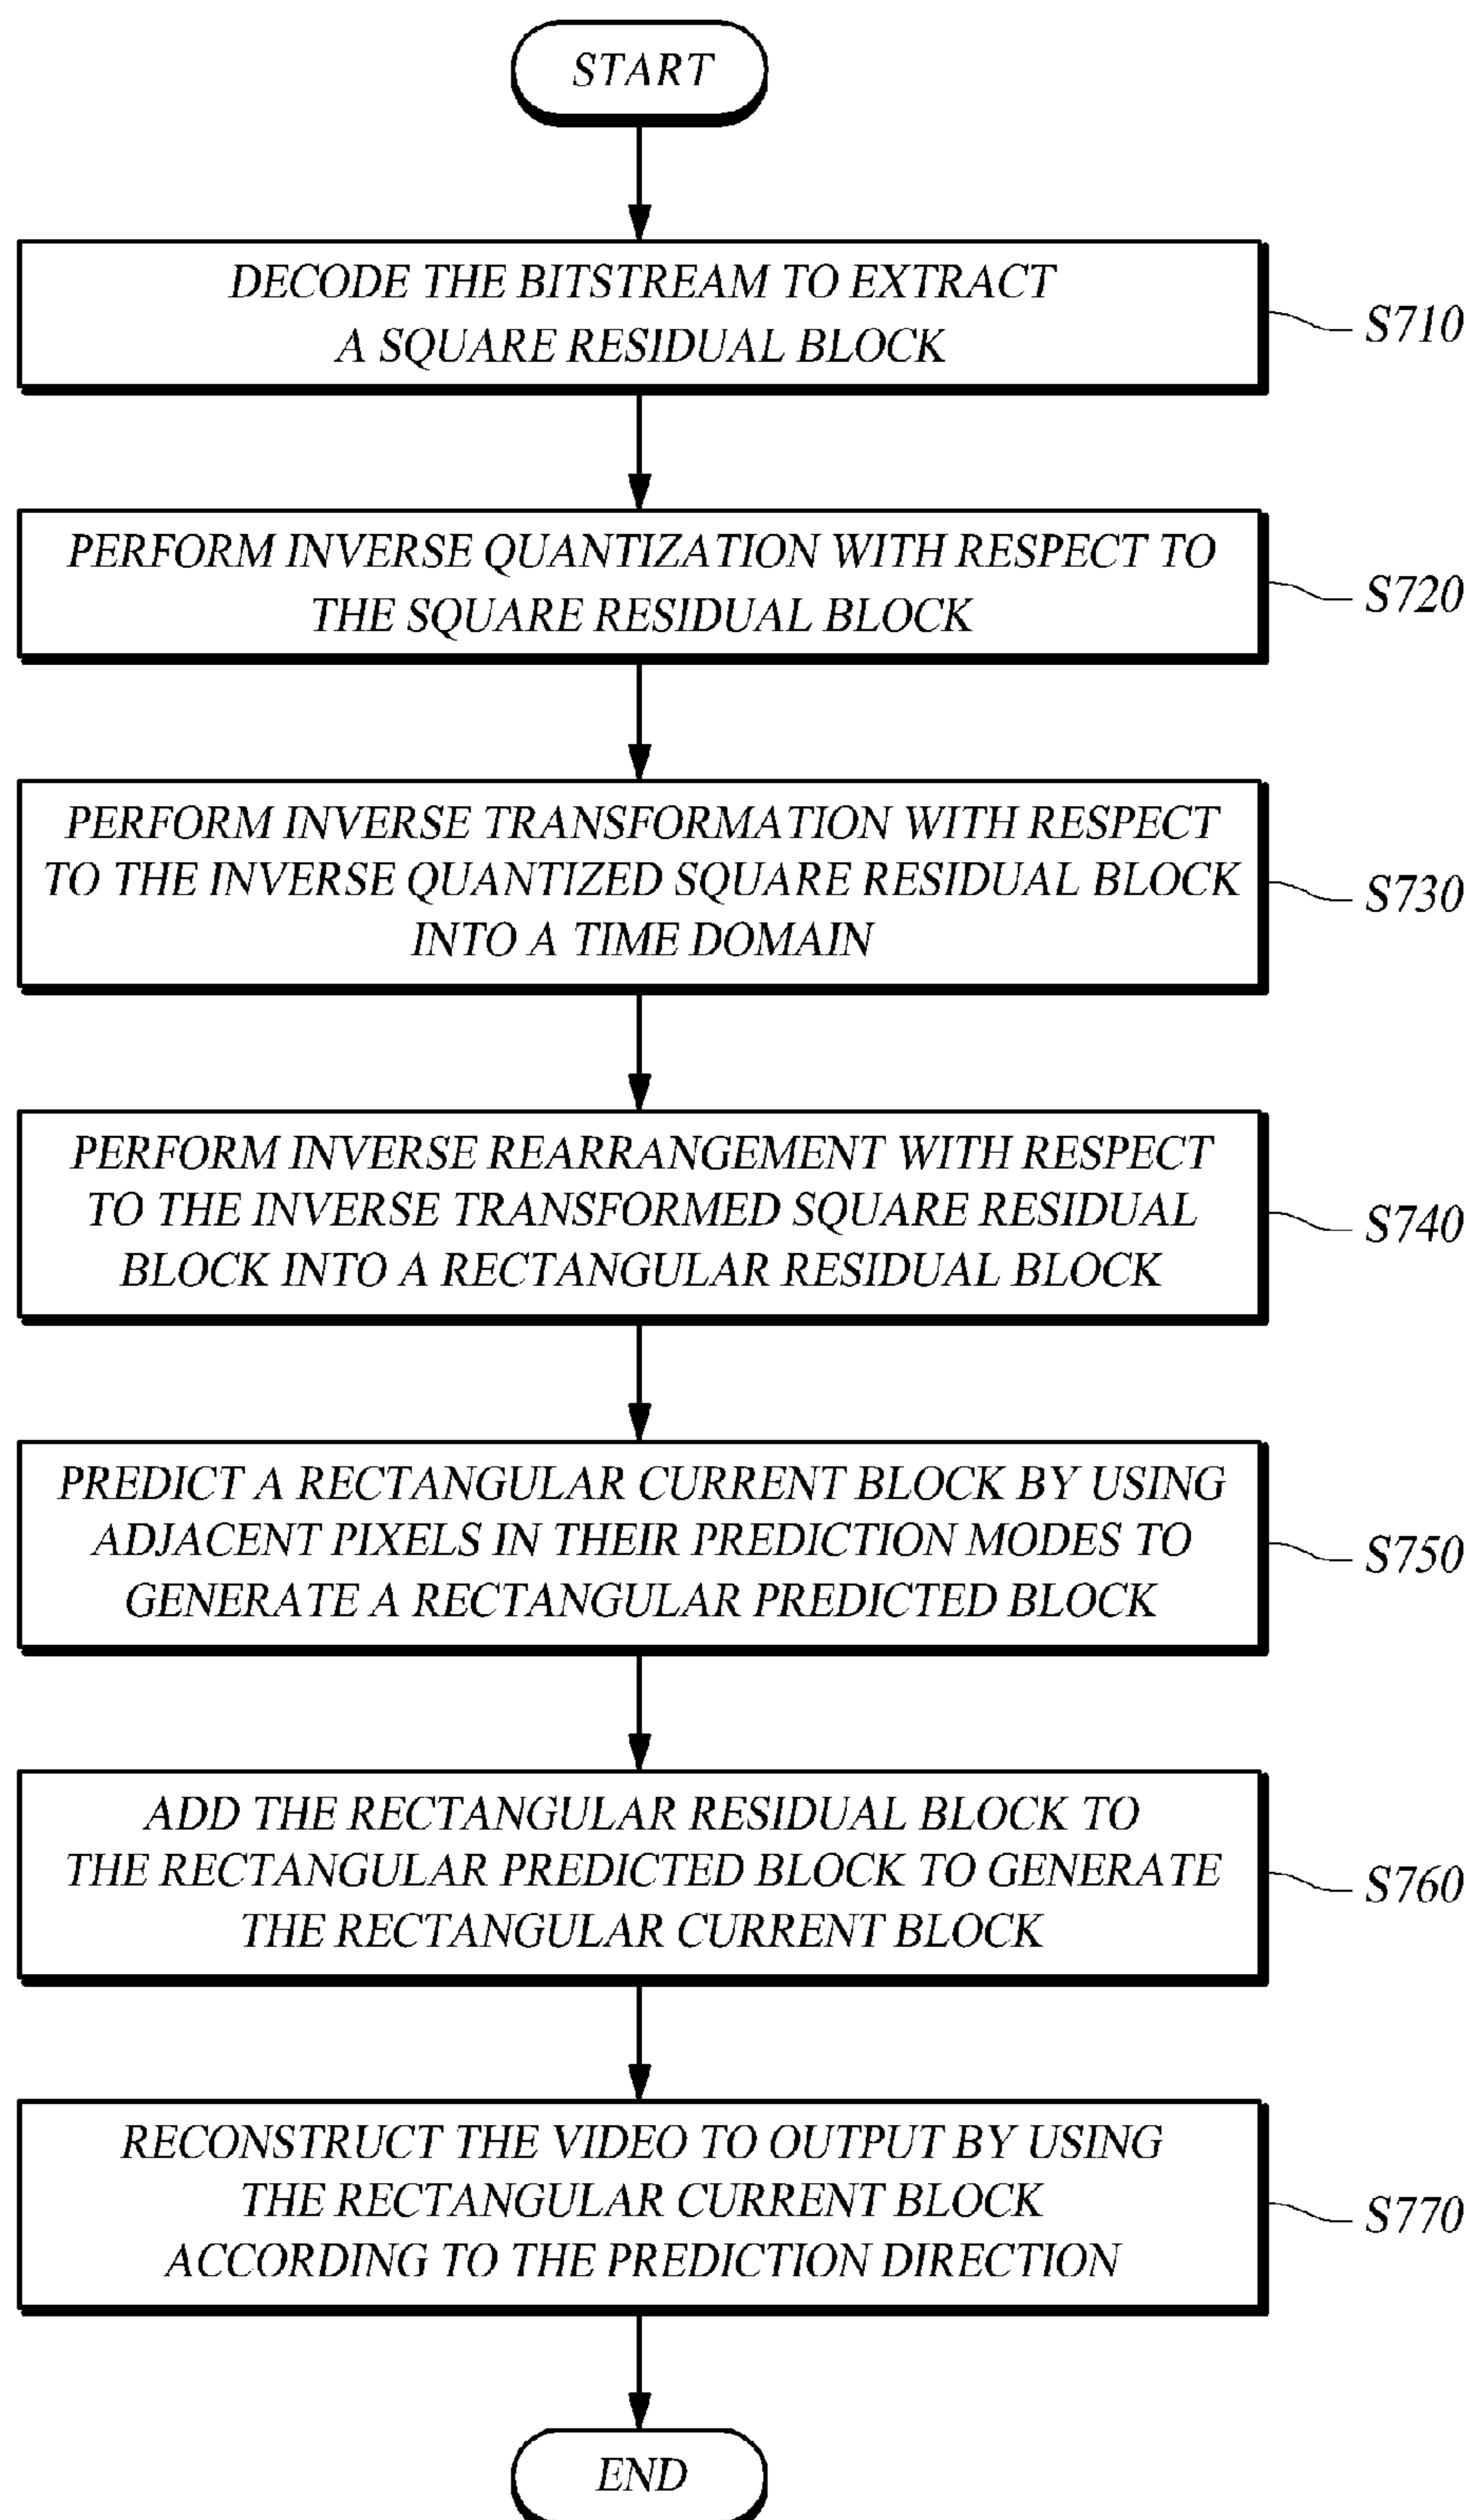 START
DECODE THE BITSTREAM TO EXTRACT
A SQUARE RESIDUAL BLOCK
S710
PERFORM INVERSE QUANTIZATION WITH RESPECT TO
THE SQUARE RESIDUAL BLOCK
S720
PERFORM INVERSE TRANSFORMATION WITH RESPECT
TO THE INVERSE QUANTIZED SQUARE RESIDUAL BLOCK
INTO A TIME DOMAIN
S730
PERFORM INVERSE REARRANGEMENT WITH RESPECT
TO THE INVERSE TRANSFORMED SQUARE RESIDUAL
BLOCK INTO A RECTANGULAR RESIDUAL BLOCK
S740
PREDICT A RECTANGULAR CURRENT BLOCK BY USING
ADJACENT PIXELS IN THEIR PREDICTION MODES TO
GENERATE A RECTANGULAR PREDICTED BLOCK
S750
ADD THE RECTANGULAR RESIDUAL BLOCK TO
THE RECTANGULAR PREDICTED BLOCK TO GENERATE
THE RECTANGULAR CURRENT BLOCK
S760
RECONSTRUCT THE VIDEO TO OUTPUT BY USING
THE RECTANGULAR CURRENT BLOCK
ACCORDING TO THE PREDICTION DIRECTION
S770
END